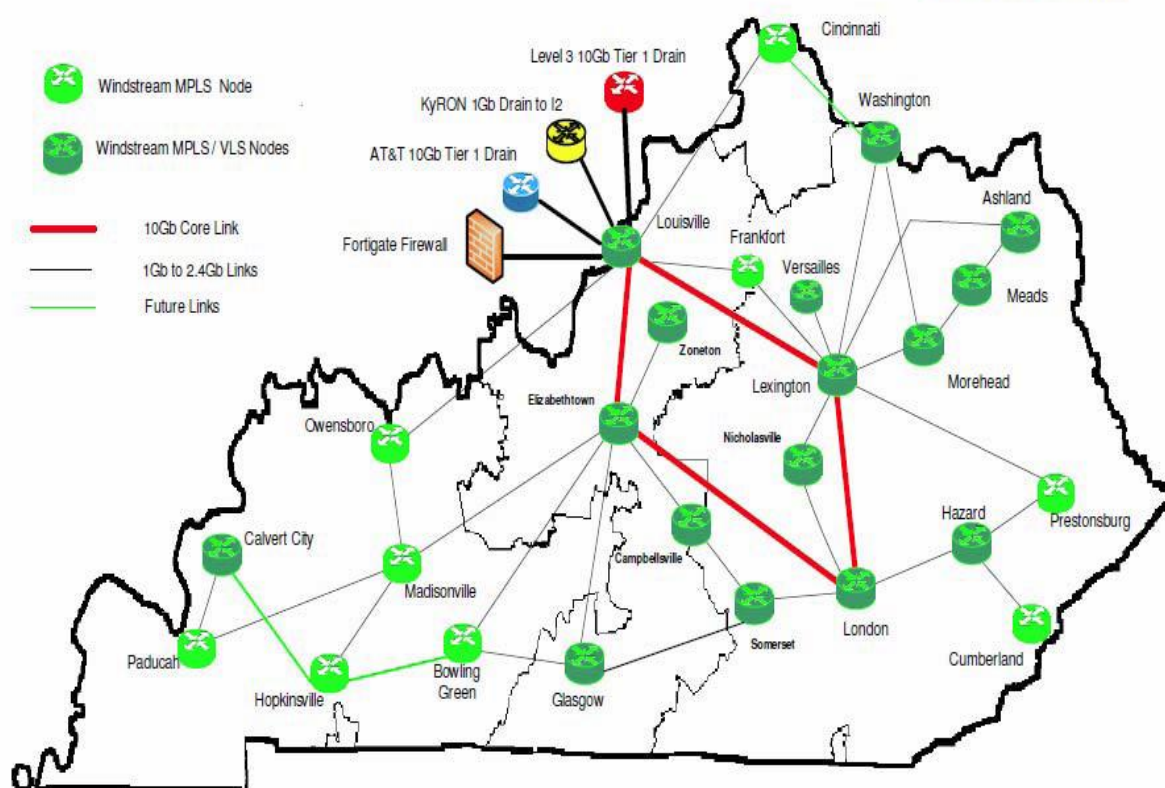 Cincinnati
Level 3 10Gb Tier 1 Drain
Windstream MPLS Node
KyRON 1Gb Drain to I2
Washington
Windstream MPLS / VLS Nodes
AT&T 10Gb Tier 1 Drain
Ashland
10Gb Core Link
Louisville
Fortigate Firewall
Frankfort
1Gb to 2.4Gb Links
Versailles
Meads
Future Links
Zoneton
Lexington
Morehead
Elizabethtown
Owensboro
Nicholasville
Hazard
Prestonsburg
Calvert City
Campbellsville
Madisonville
London
Somerset
Cumberland
Paducah
Bowling
Green
Hopkinsville
Glasgow